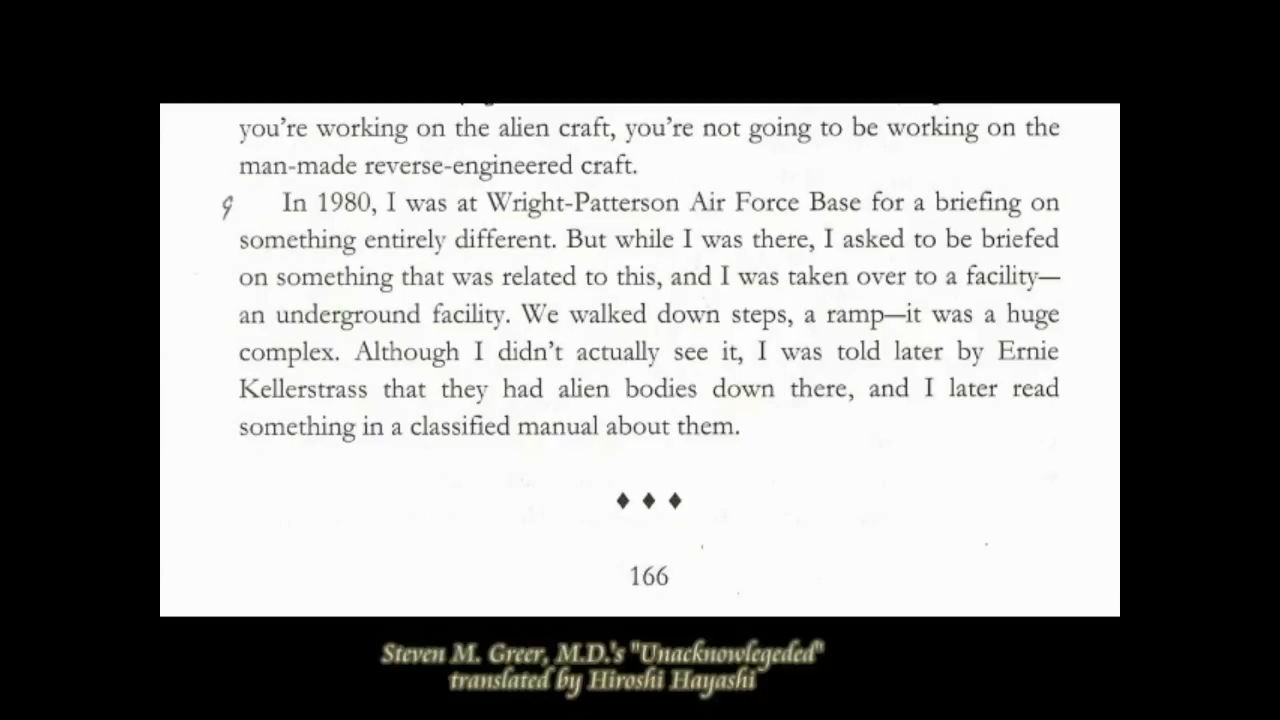 you're working on the alien craft, you're not going to be working on the
man-made reverse-engineered craft.
9 In 1980, I was at Wright-Patterson Air Force Base for a briefing on
something entirely different. But while I was there, I asked to be briefed
on something that was related to this, and I was taken over to a facility—
an underground facility. We walked down steps, a ramp—it was a huge
complex. Although I didn't actually see it, I was told later by Ernie
Kellerstrass that they had alien bodies down there, and I later read
something in a classified manual about them.
♦ ♦ ♦
166
Steven M. Greer, M.D.'s "Unacknowlegeded"
translated by Hiroshi Hayashi